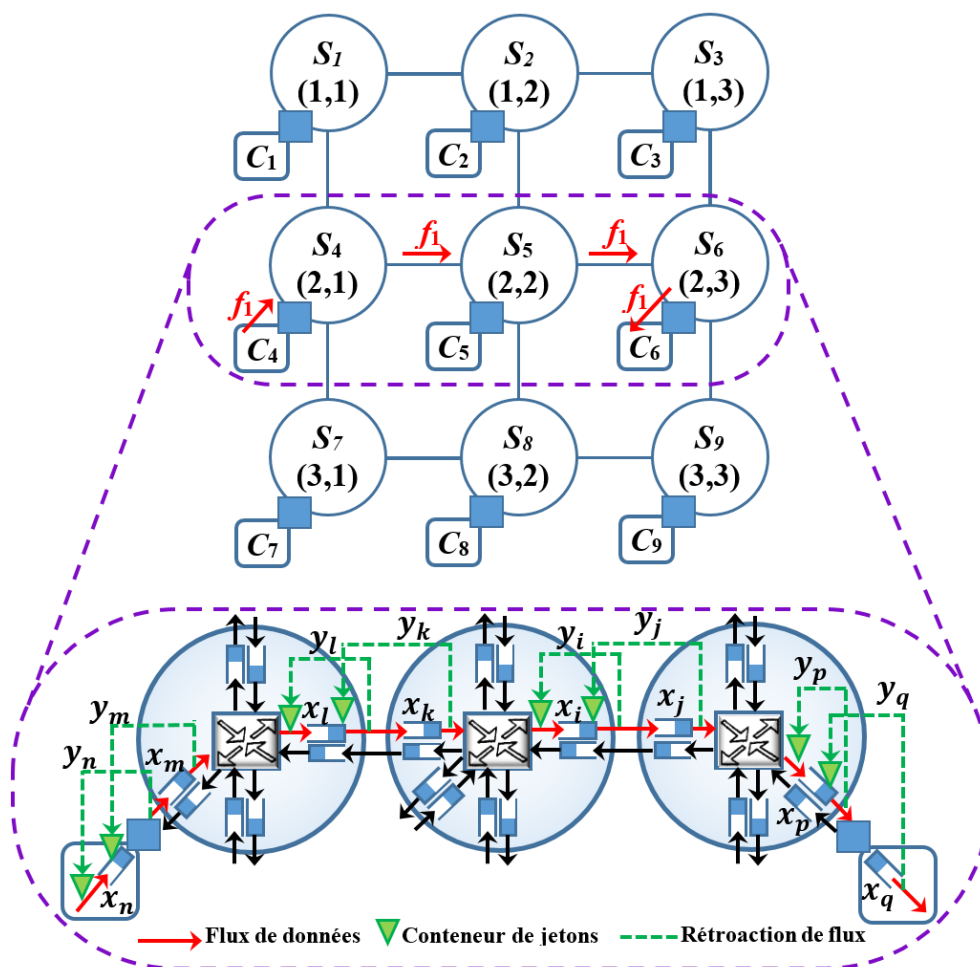 S1 S2 S3
(1,1) (1,2) (1,3)
C1 C2 C3
f1 f1
S4 S5 S6
(2,1) (2,2) (2,3)
f1 f1
C4 C5 C6
S7 S8 S9
(3,1) (3,2) (3,3)
C7 C8 C9
yl yk yi yj
yp yq
ym xl xk xi xj
yn xm
xp
xn xq
Flux de données Conteneur de jetons Rétroaction de flux